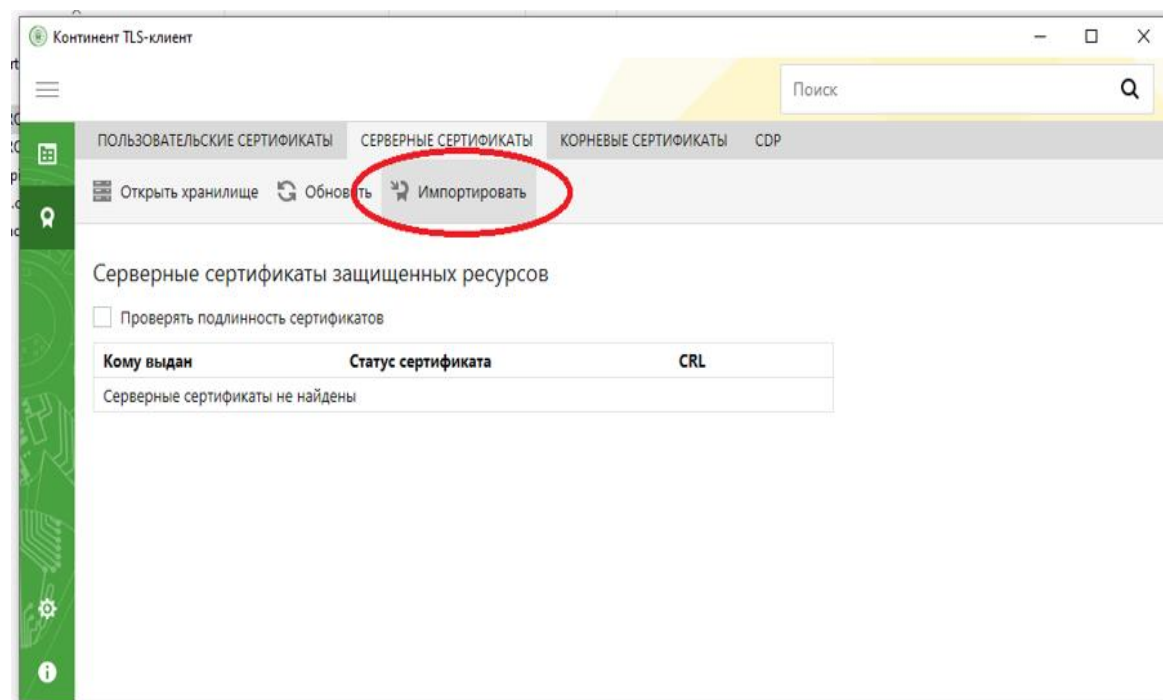 Континент TLS-клиент
Поиск
ПОЛЬЗОВАТЕЛЬСКИЕ СЕРТИФИКАТЫ СЕРВЕРНЫЕ СЕРТИФИКАТЫ КОРНЕВЫЕ СЕРТИФИКАТЫ CDP
Открыть хранилище Обновить Импортировать
Серверные сертификаты защищенных ресурсов
Проверять подлинность сертификатов
Кому выдан Статус сертификата CRL
Серверные сертификаты не найдены